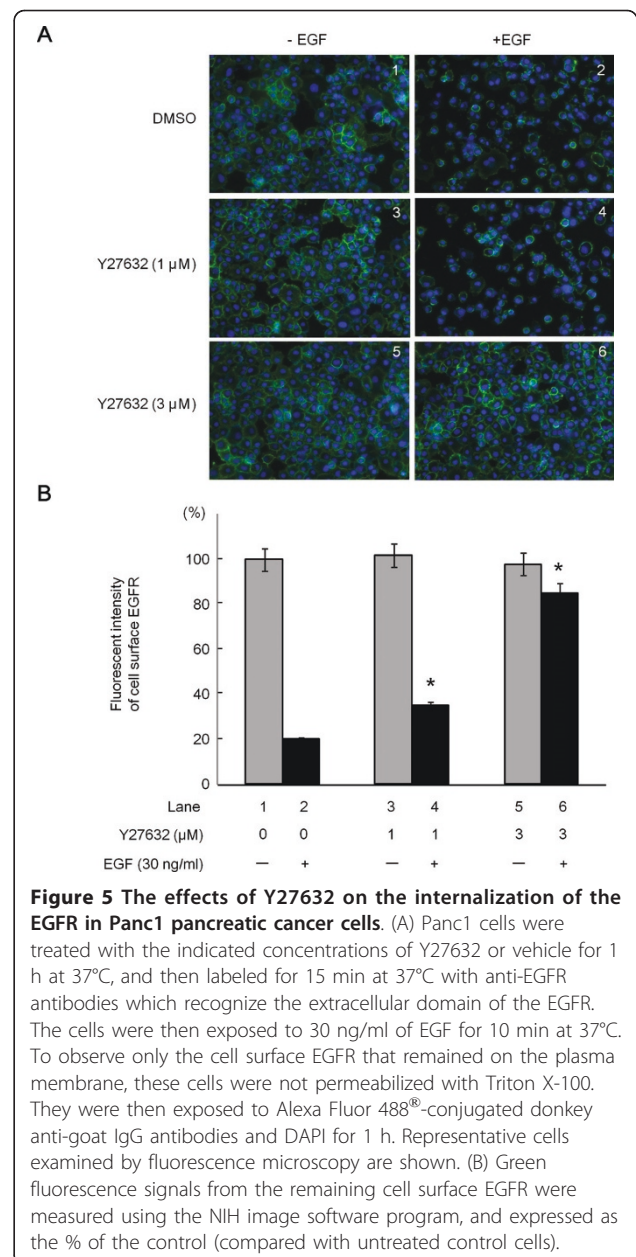 A
- EGF +EGF
DMSO 1 2
Y27632 (1 µM) 3 4
Y27632 (3 µM) 5 6
B
(%)
100
80
60
40
20
0
Fluorescent intensity
of cell surface EGFR
*
*
Lane 1 2 3 4 5 6
Y27632 (µM) 0 0 1 1 3 3
EGF (30 ng/ml) — + — + — +
Figure 5 The effects of Y27632 on the internalization of the
EGFR in Panc1 pancreatic cancer cells. (A) Panc1 cells were
treated with the indicated concentrations of Y27632 or vehicle for 1
h at 37°C, and then labeled for 15 min at 37°C with anti-EGFR
antibodies which recognize the extracellular domain of the EGFR.
The cells were then exposed to 30 ng/ml of EGF for 10 min at 37°C.
To observe only the cell surface EGFR that remained on the plasma
membrane, these cells were not permeabilized with Triton X-100.
They were then exposed to Alexa Fluor 488®-conjugated donkey
anti-goat IgG antibodies and DAPI for 1 h. Representative cells
examined by fluorescence microscopy are shown. (B) Green
fluorescence signals from the remaining cell surface EGFR were
measured using the NIH image software program, and expressed as
the % of the control (compared with untreated control cells).